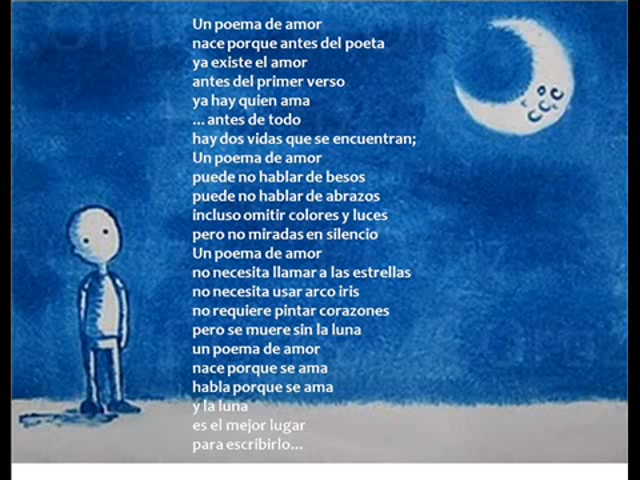 Un poema de amor
nace porque antes del poeta
ya existe el amor
antes del primer verso
ya hay quien ama
... antes de todo
hay dos vidas que se encuentran;
Un poema de amor
puede no hablar de besos
puede no hablar de abrazos
incluso omitir colores y luces
pero no miradas en silencio
Un poema de amor
no necesita llamar a las estrellas
no necesita usar arco iris
no requiere pintar corazones
pero se muere sin la luna
un poema de amor
nace porque se ama
habla porque se ama
y la luna
es el mejor lugar
para escribirlo...